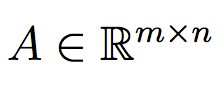 A ∈ ℝ^{m×n}